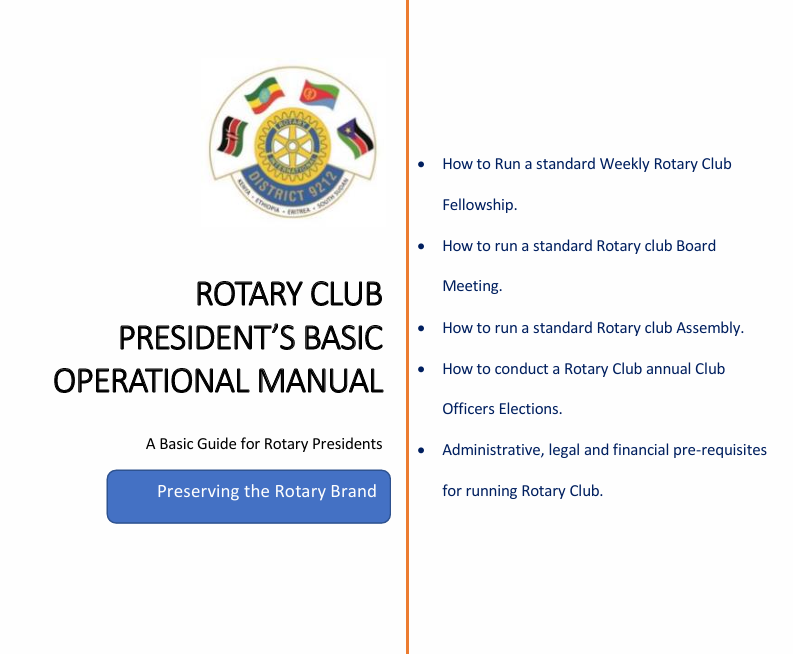 ROTARY
INTERNATIONAL
DISTRICT 9212
KENYA - ETHIOPIA - ERITREA - SOUTH SUDAN
ROTARY CLUB
PRESIDENT’S BASIC
OPERATIONAL MANUAL
A Basic Guide for Rotary Presidents
Preserving the Rotary Brand
• How to Run a standard Weekly Rotary Club
Fellowship.
• How to run a standard Rotary club Board
Meeting.
• How to run a standard Rotary club Assembly.
• How to conduct a Rotary Club annual Club
Officers Elections.
• Administrative, legal and financial pre-requisites
for running Rotary Club.